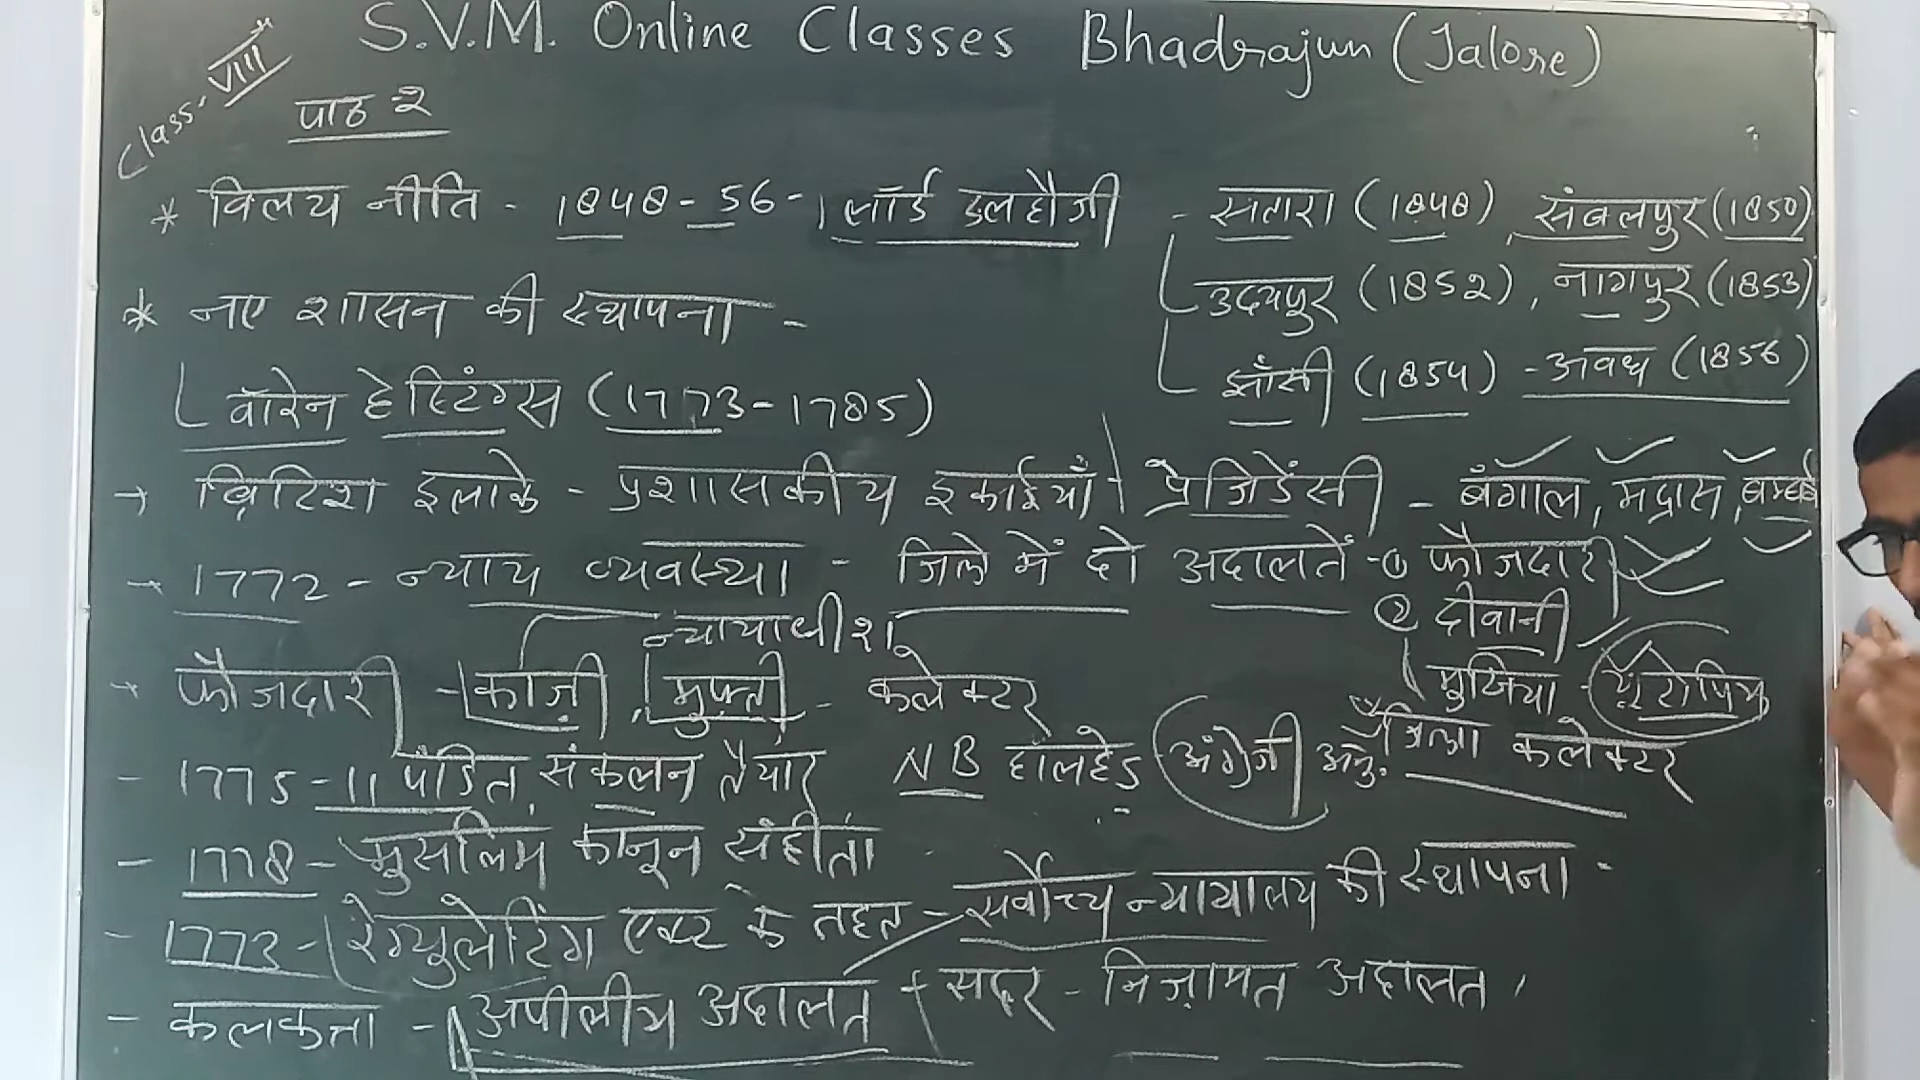 S.V.M. Online Classes Bhadrajun (Jalore)
Class. VIII
पाठ-2
* विलय नीति - 1848-56 - लॉर्ड डलहौजी - सतारा (1848), संबलपुर (1850)
उदयपुर (1852), नागपुर (1853)
* नए शासन की स्थापना -
झाँसी (1854) - अवध (1856)
वॉरेन हेस्टिंग्स (1773-1785)
→ ब्रिटिश इलाके - प्रशासकीय इकाईयाँ - प्रेजिडेंसी - बंगाल, मद्रास, बम्बई
→ 1772 - न्याय व्यवस्था - जिले में दो अदालतें - ① फौजदारी
② दीवानी
न्यायाधीश
मुखिया - यूरोपिय
→ फौजदारी - काज़ी, मुफ्ती - कलेक्टर
जिला कलेक्टर
- 1775 - 11 पंडित, संकलन तैयार NB हालहेड अंग्रेजी अनु.
- 1778 - मुसलिम कानून संहीता
- 1773 - रेग्युलेटिंग एक्ट के तहत - सर्वोच्च न्यायालय की स्थापना -
- कलकत्ता - अपीलीय अदालत + सदर - निज़ामत अदालत,